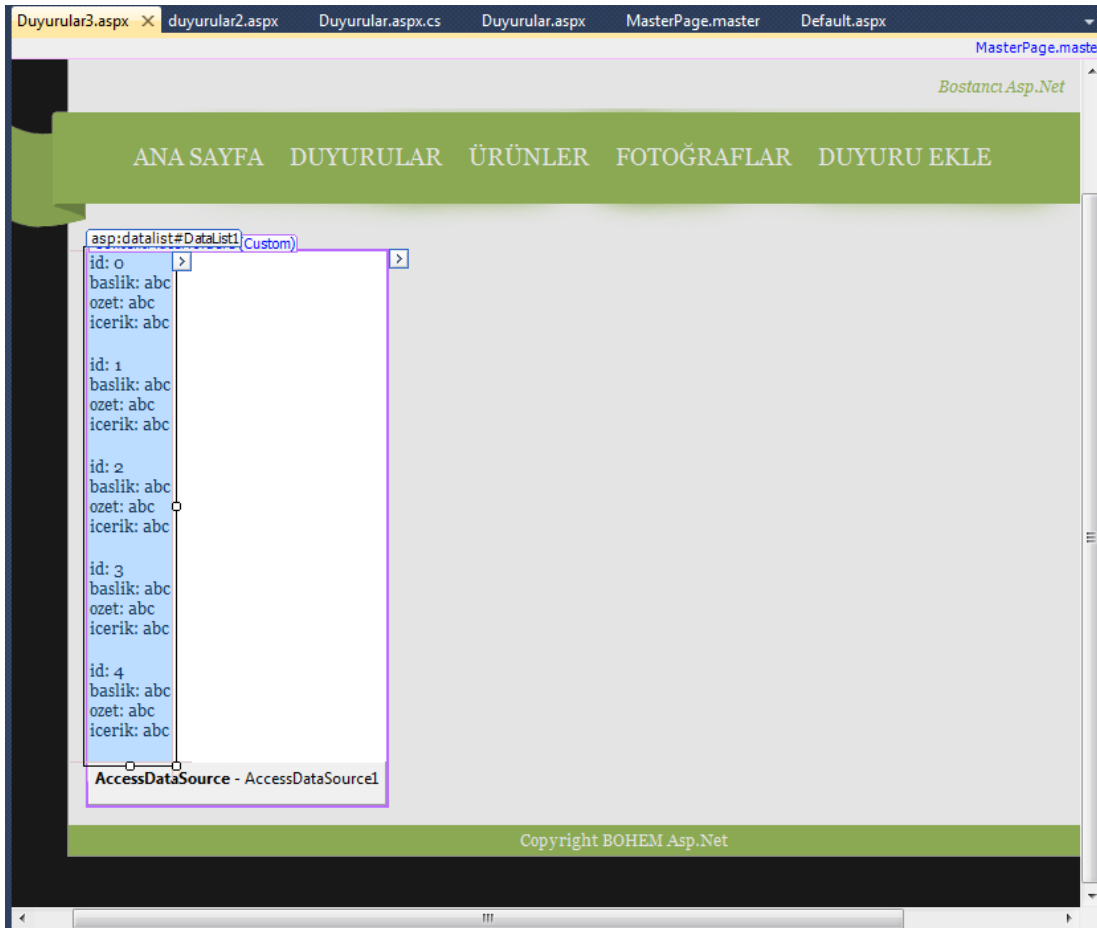 Duyurular3.aspx duyurular2.aspx Duyurular.aspx.cs Duyurular.aspx MasterPage.master Default.aspx
MasterPage.maste
Bostancı Asp.Net
ANA SAYFA DUYURULAR ÜRÜNLER FOTOĞRAFLAR DUYURU EKLE
asp:datalist#DataList1
(Custom)
id: 0
baslik: abc
ozet: abc
icerik: abc
id: 1
baslik: abc
ozet: abc
icerik: abc
id: 2
baslik: abc
ozet: abc
icerik: abc
id: 3
baslik: abc
ozet: abc
icerik: abc
id: 4
baslik: abc
ozet: abc
icerik: abc
AccessDataSource - AccessDataSource1
Copyright BOHEM Asp.Net